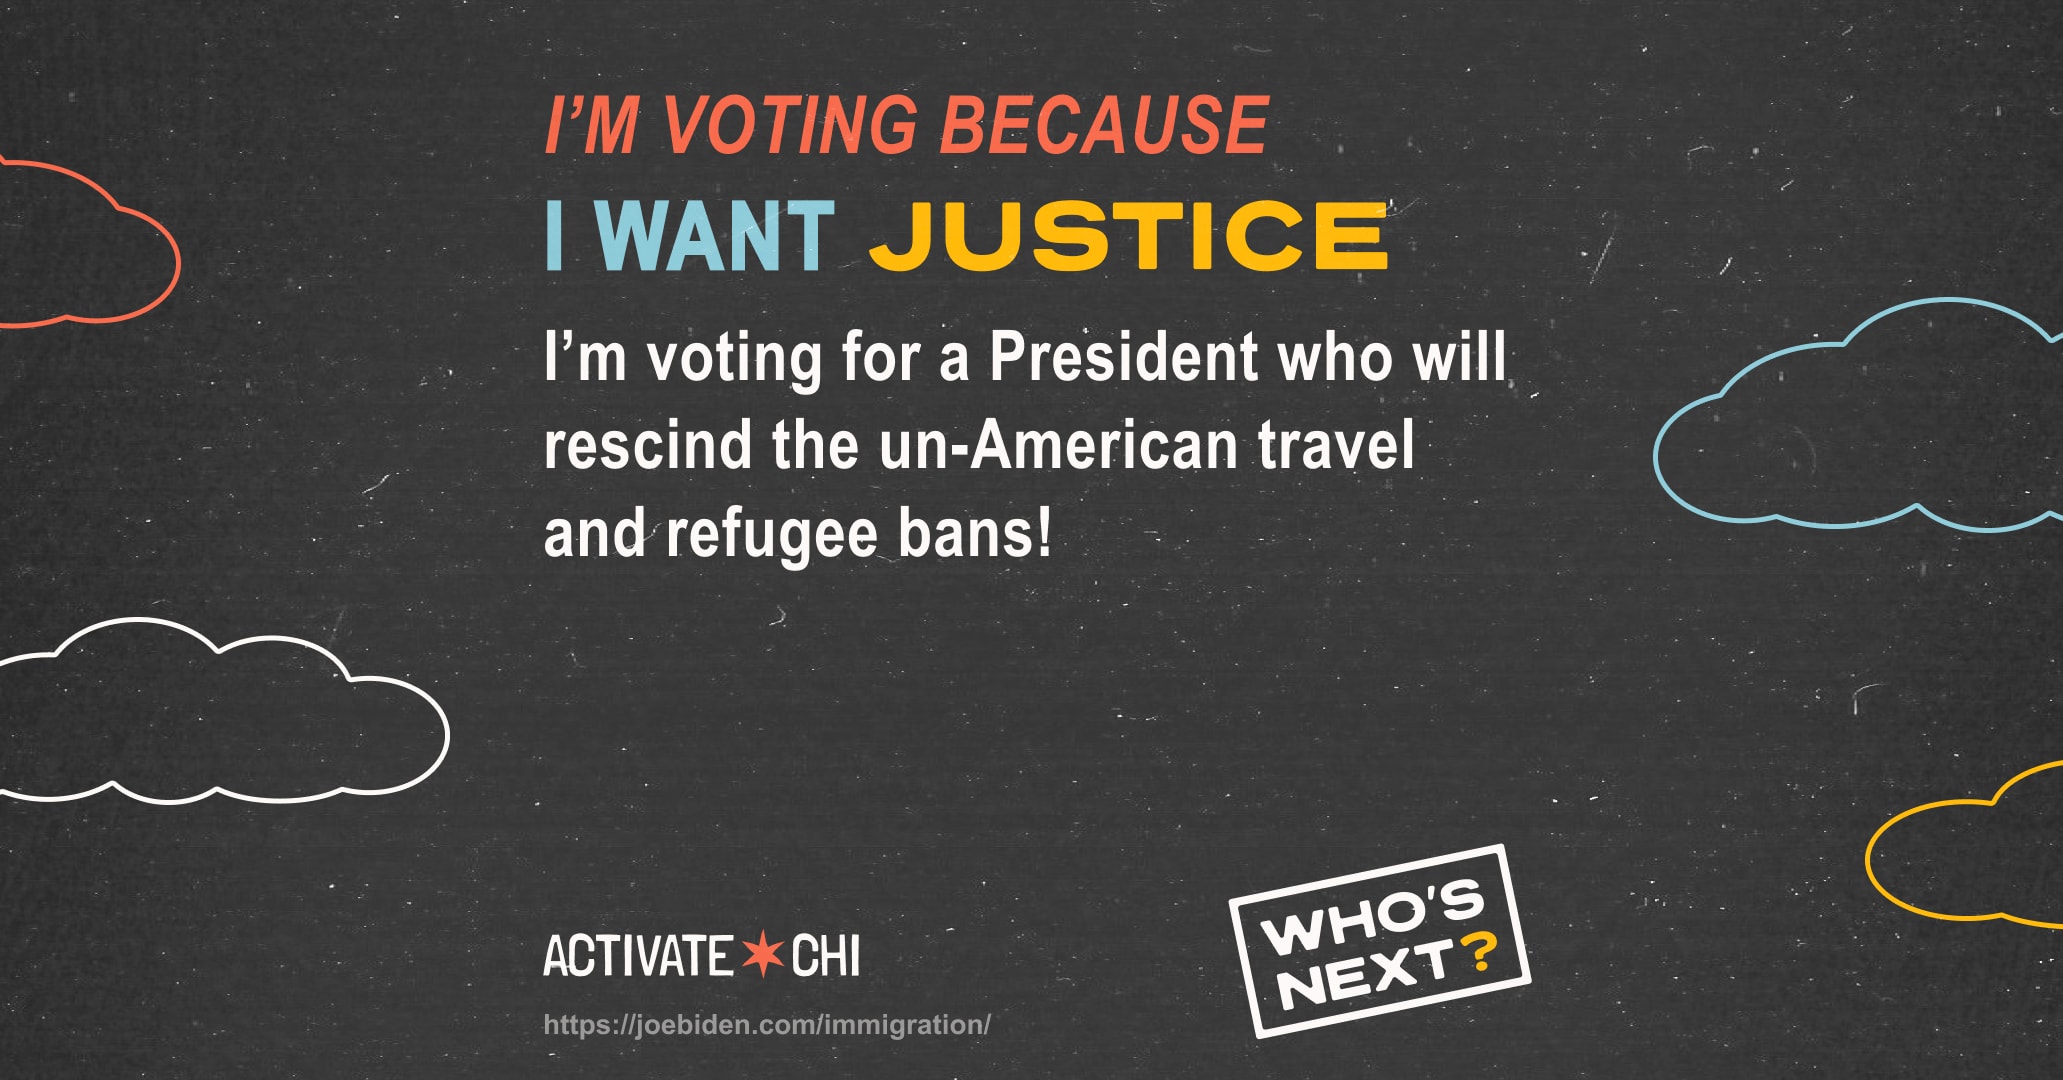 I’M VOTING BECAUSE
I WANT JUSTICE
I’m voting for a President who will
rescind the un-American travel
and refugee bans!
ACTIVATE CHI
https://joebiden.com/immigration/
WHO’S
NEXT?